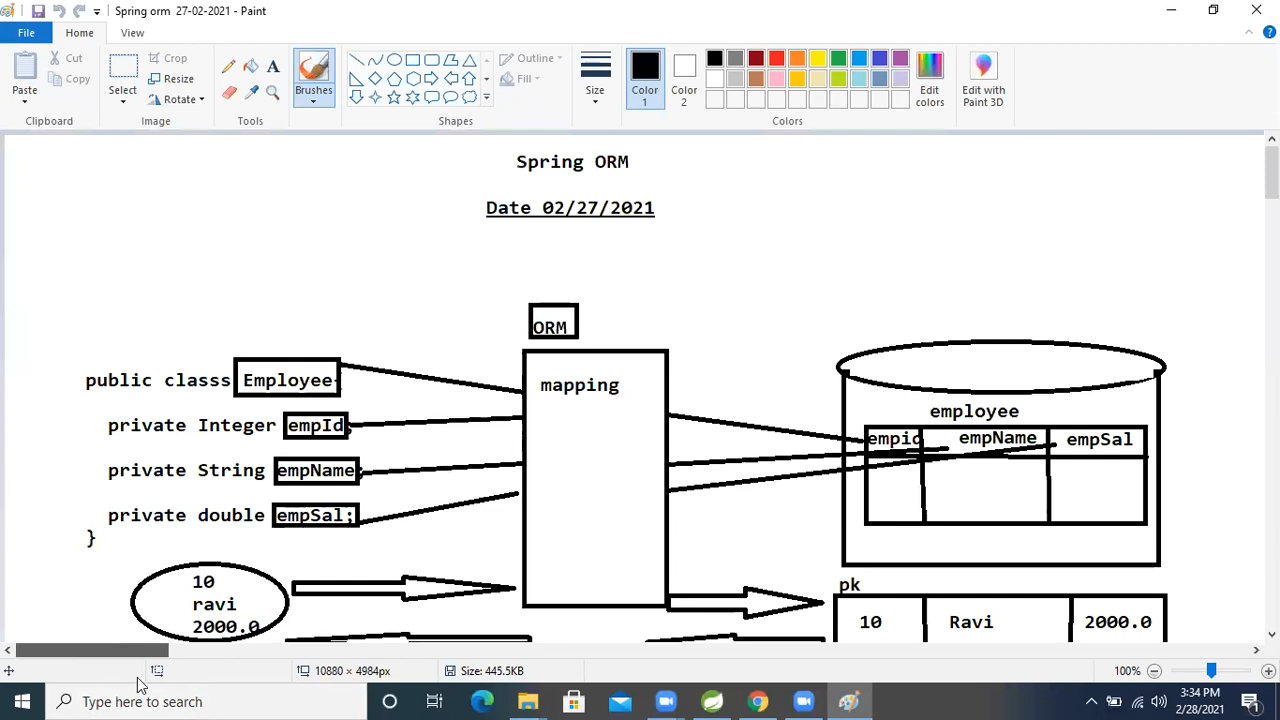 Spring orm 27-02-2021 - Paint
File Home View
Paste
Cut
Copy
Clipboard
Select
Crop
Resize
Rotate
Image
A
Tools
Brushes
Outline
Fill
Shapes
Size
Color 1
Color 2
Edit colors
Edit with Paint 3D
Colors
Spring ORM
Date 02/27/2021
ORM
mapping
public classs Employee{
private Integer empId;
private String empName;
private double empSal;
}
10
ravi
2000.0
employee
empid empName empSal
pk
10 Ravi 2000.0
10880 × 4984px
Size: 445.5KB
100%
Type here to search
3:34 PM
2/28/2021
1